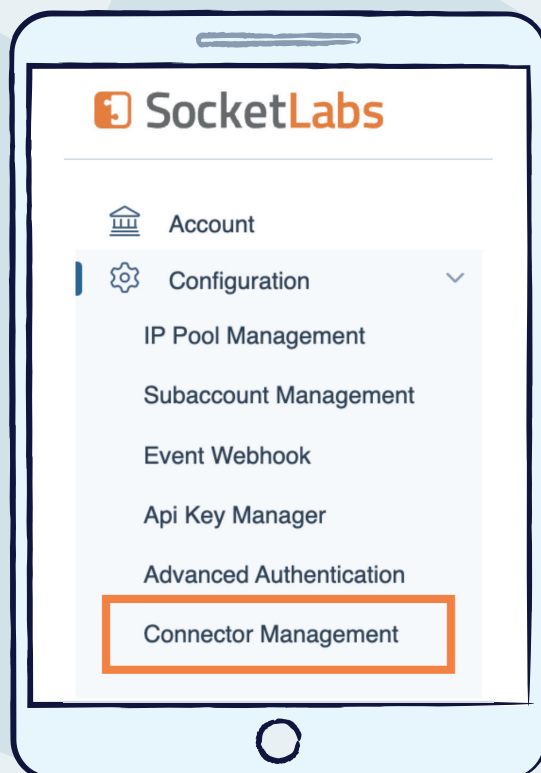 SocketLabs
Account
Configuration
IP Pool Management
Subaccount Management
Event Webhook
Api Key Manager
Advanced Authentication
Connector Management